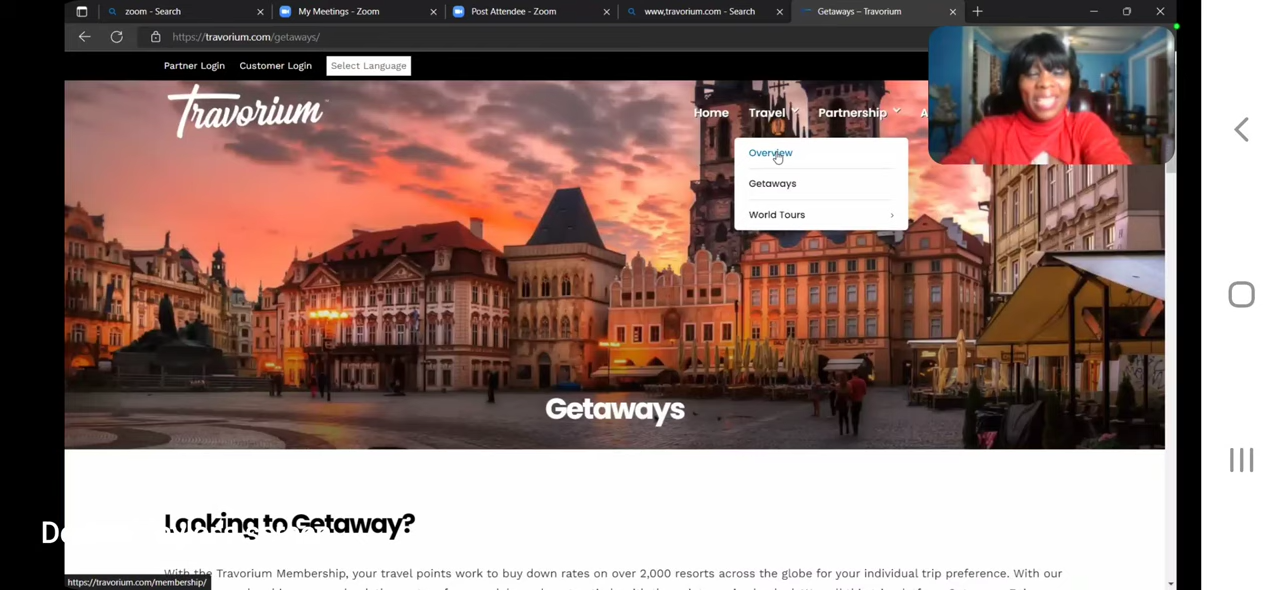 zoom - Search
My Meetings - Zoom
Post Attendee - Zoom
www,travorium.com - Search
Getaways – Travorium
https://travorium.com/getaways/
Partner Login Customer Login Select Language
Travorium
Home Travel Partnership A
Overview
Getaways
World Tours
Getaways
Looking to Getaway?
screen
With the Travorium Membership, your travel points work to buy down rates on over 2,000 resorts across the globe for your individual trip preference. With our
https://travorium.com/membership/